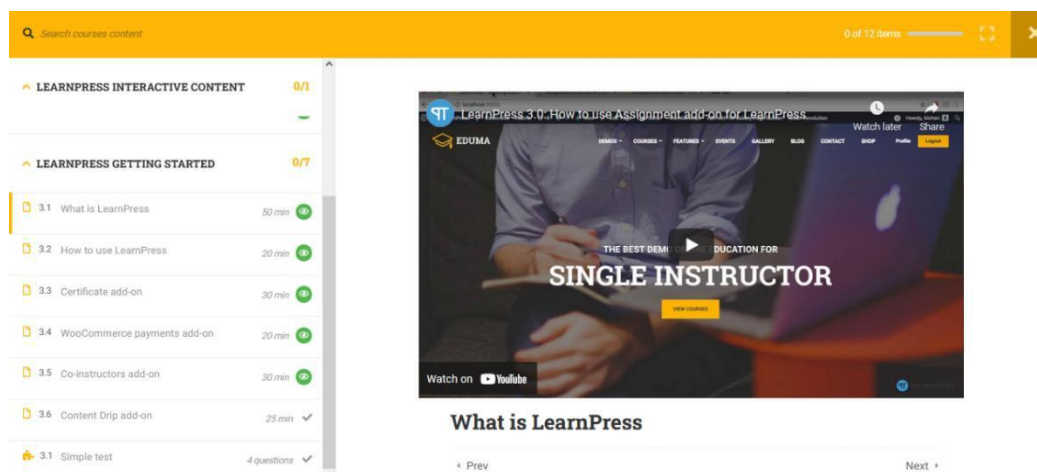 Search courses content
0 of 12 items
LEARNPRESS INTERACTIVE CONTENT 0/1
LEARNPRESS GETTING STARTED 0/7
3.1 What is LearnPress 50 min
3.2 How to use LearnPress 20 min
3.3 Certificate add-on 30 min
3.4 WooCommerce payments add-on 20 min
3.5 Co-instructors add-on 30 min
3.6 Content Drip add-on 25 min
3.1 Simple test 4 questions
LearnPress 3.0: How to use Assignment add-on for LearnPress
Watch later Share
EDUMA
DEMOS COURSES FEATURES EVENTS GALLERY BLOG CONTACT SHOP Profile Logout
THE BEST DEMO EDUCATION FOR
SINGLE INSTRUCTOR
VIEW COURSES
Watch on YouTube
What is LearnPress
Prev
Next